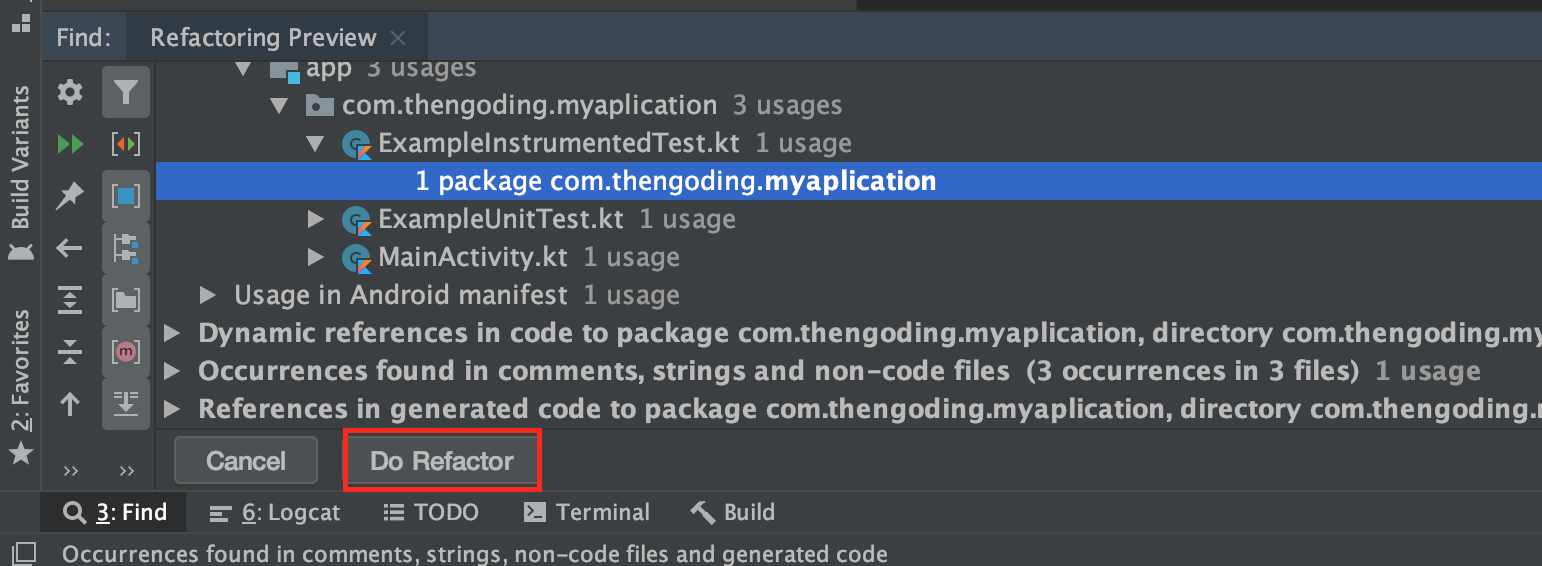 Find: Refactoring Preview
app 3 usages
com.thengoding.myaplication 3 usages
ExampleInstrumentedTest.kt 1 usage
1 package com.thengoding.myaplication
ExampleUnitTest.kt 1 usage
MainActivity.kt 1 usage
Usage in Android manifest 1 usage
Dynamic references in code to package com.thengoding.myaplication, directory com.thengoding.my
Occurrences found in comments, strings and non-code files (3 occurrences in 3 files) 1 usage
References in generated code to package com.thengoding.myaplication, directory com.thengoding.
Cancel Do Refactor
Build Variants
2: Favorites
3: Find 6: Logcat TODO Terminal Build
Occurrences found in comments, strings, non-code files and generated code